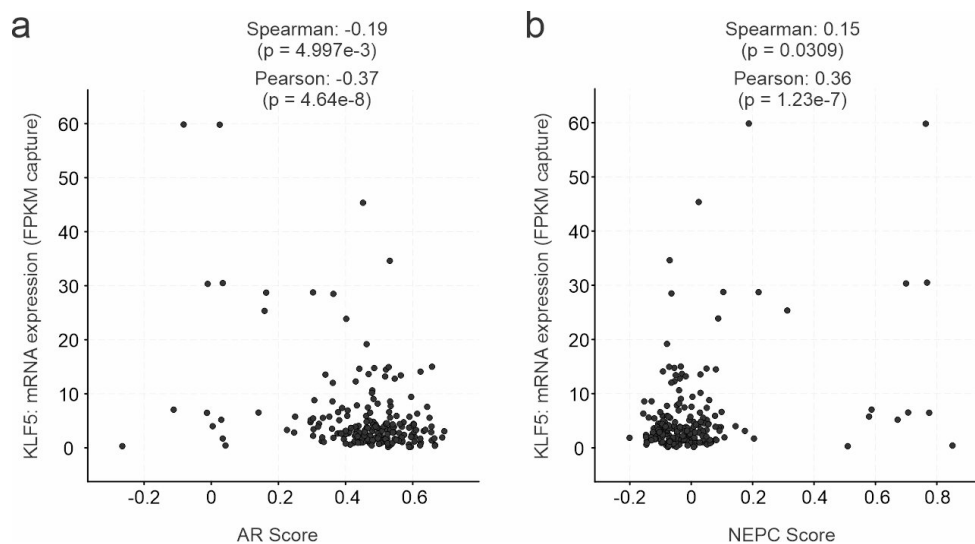 a
Spearman: -0.19
(p = 4.997e-3)
Pearson: -0.37
(p = 4.64e-8)
KLF5: mRNA expression (FPKM capture)
60
50
40
30
20
10
0
-0.2 0 0.2 0.4 0.6
AR Score
b
Spearman: 0.15
(p = 0.0309)
Pearson: 0.36
(p = 1.23e-7)
KLF5: mRNA expression (FPKM capture)
60
50
40
30
20
10
0
-0.2 0 0.2 0.4 0.6 0.8
NEPC Score